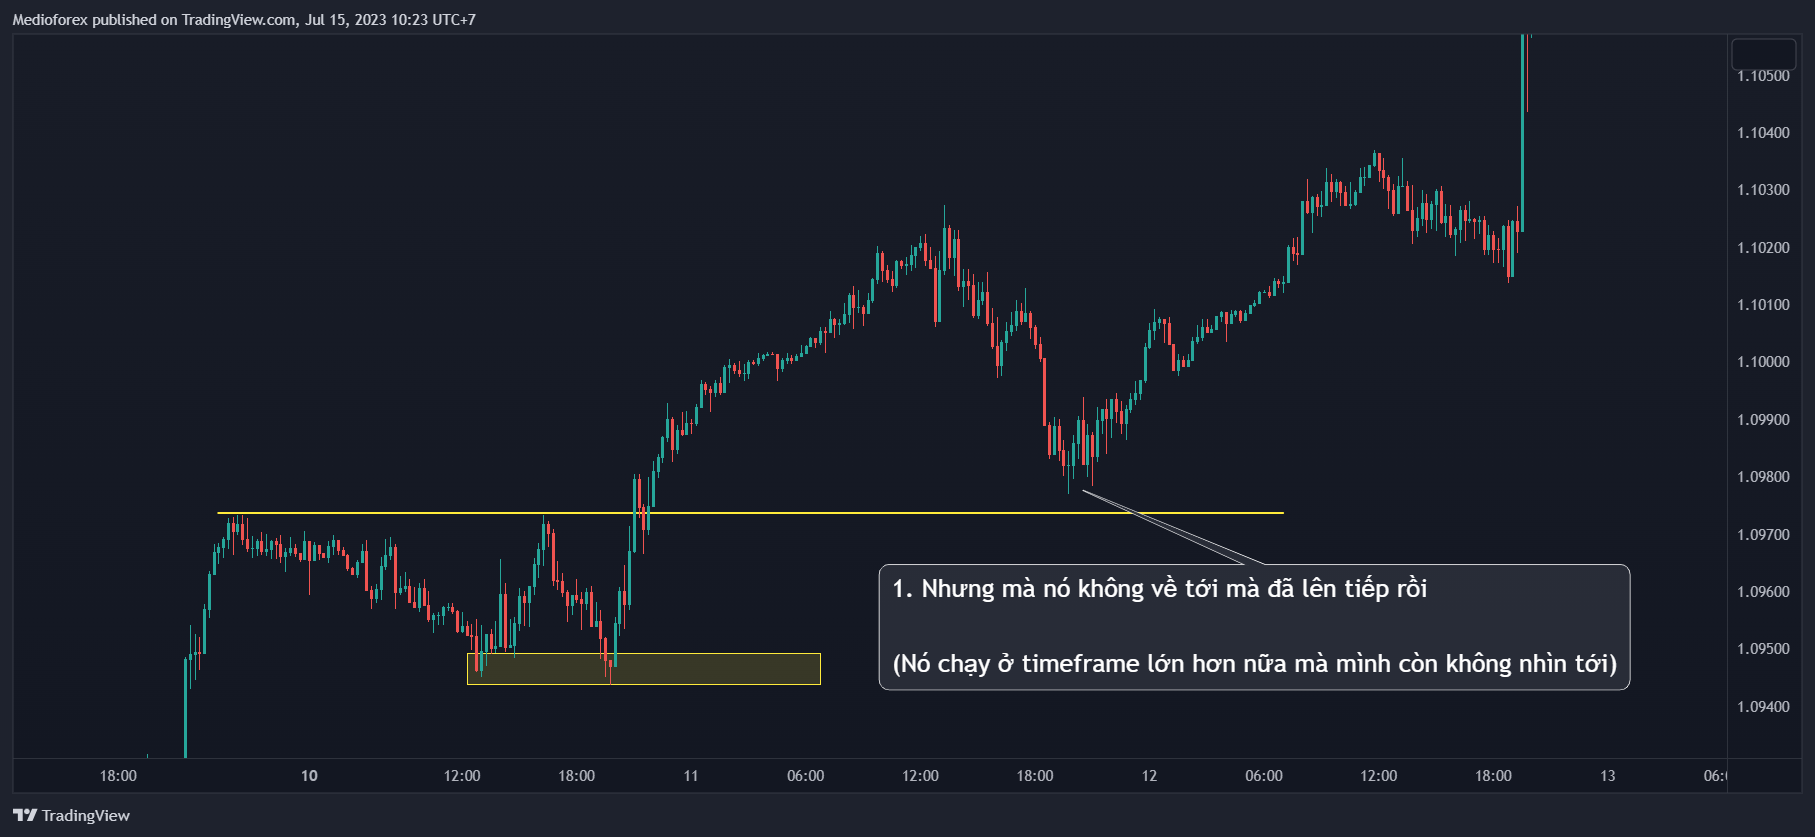 Medioforex published on TradingView.com, Jul 15, 2023 10:23 UTC+7
1.10500
1.10400
1.10300
1.10200
1.10100
1.10000
1.09900
1.09800
1.09700
1.09600
1.09500
1.09400
1. Nhưng mà nó không về tới mà đã lên tiếp rồi
(Nó chạy ở timeframe lớn hơn nữa mà mình còn không nhìn tới)
18:00 10 12:00 18:00 11 06:00 12:00 18:00 12 06:00 12:00 18:00 13 06:
TradingView